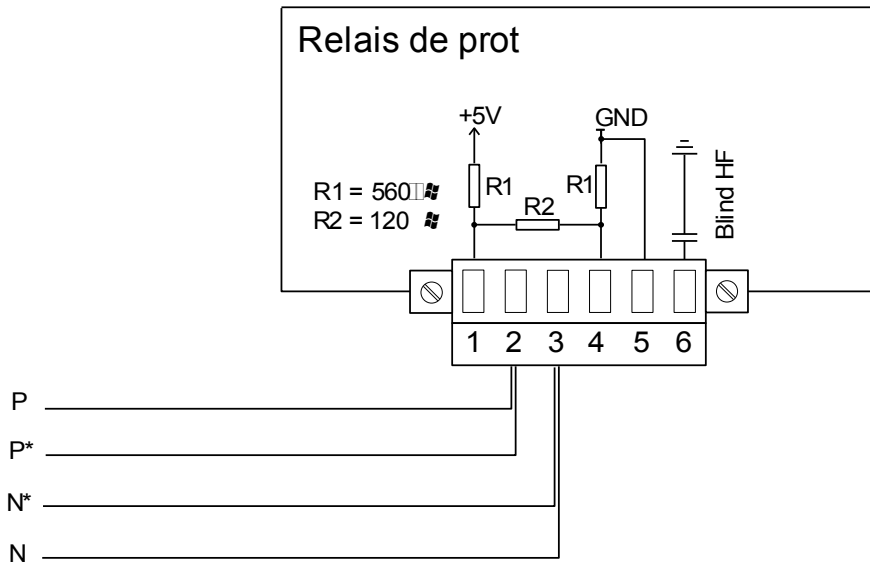 Relais de prot
+5V
GND
R1 = 560
R1
R1
R2 = 120
R2
Blind HF
1 2 3 4 5 6
P
P*
N*
N